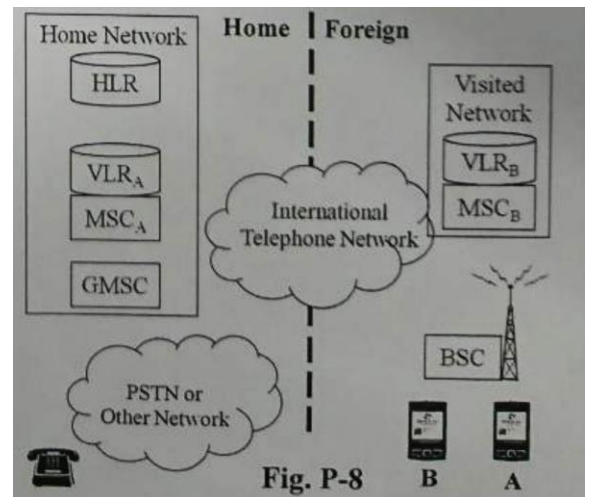 Home Foreign
Home Network
HLR
VLRA
MSCA
GMSC
Visited
Network
VLRB
MSCB
International
Telephone Network
BSC
PSTN or
Other Network
B
A
Fig. P-8